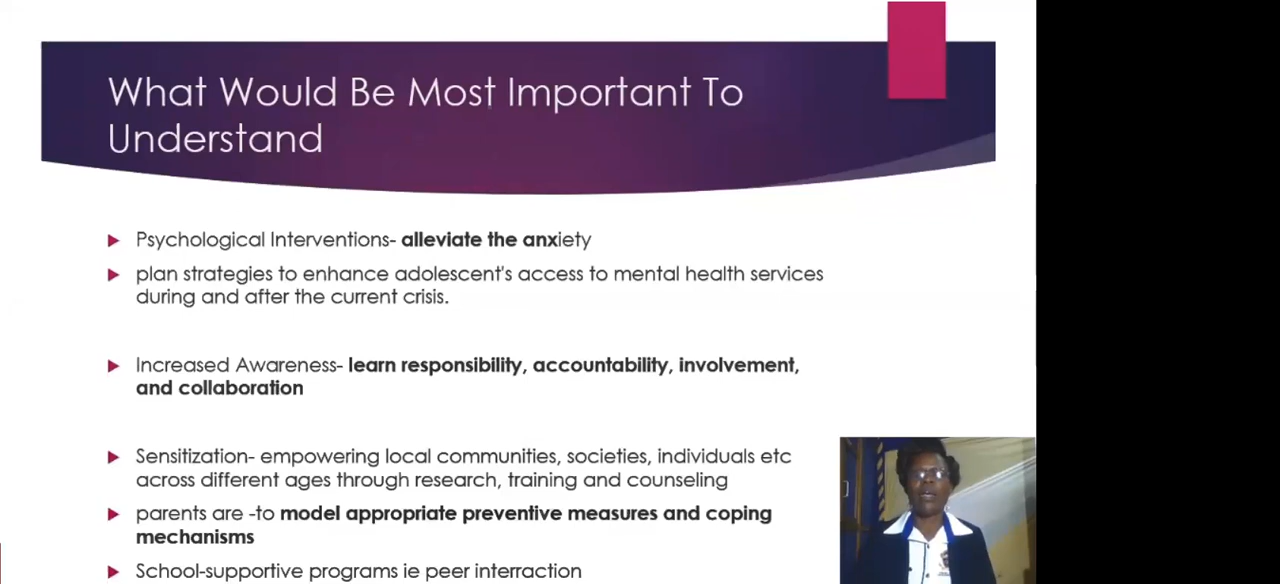 What Would Be Most Important To
Understand
Psychological Interventions- alleviate the anxiety
plan strategies to enhance adolescent's access to mental health services
during and after the current crisis.
Increased Awareness- learn responsibility, accountability, involvement,
and collaboration
Sensitization- empowering local communities, societies, individuals etc
across different ages through research, training and counseling
parents are -to model appropriate preventive measures and coping
mechanisms
School-supportive programs ie peer interraction